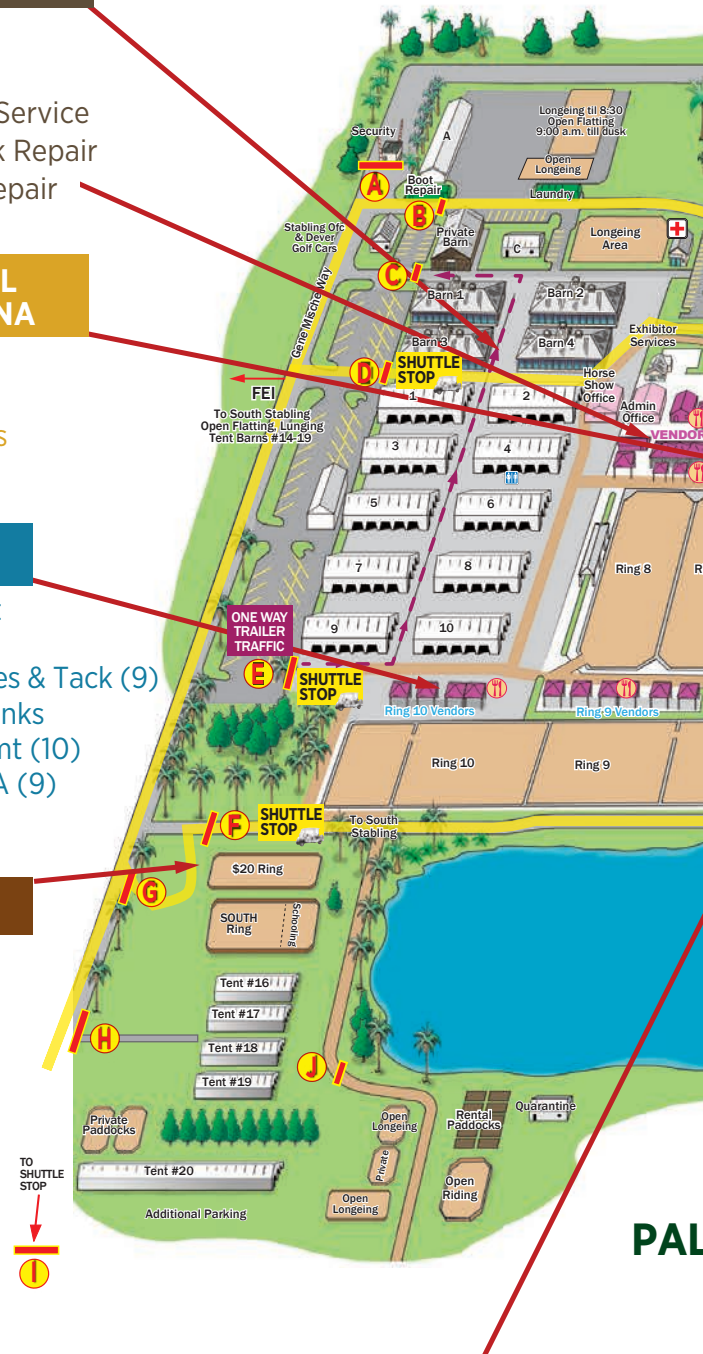 Service
k Repair
epair
L
NA
s
t
es & Tack (9)
nks
nt (10)
A (9)
Security
A
Longeing til 8:30
Open Flatting
9:00 a.m. till dusk
Open
Longeing
A
Boot
Repair
Laundry
B
Stabling Ofc
& Dever
Golf Cars
Private
Barn
C
Longeing
Area
C
Gene Mische Way
Barn 1
Barn 2
Barn 3
Barn 4
Exhibitor
Services
D
SHUTTLE
STOP
Horse
Show
Office
Admin
Office
VENDOR
FEI
To South Stabling
Open Flatting, Lunging
Tent Barns #14-19
1
2
3
4
5
6
7
8
9
10
Ring 8
R
ONE WAY
TRAILER
TRAFFIC
E
SHUTTLE
STOP
Ring 10 Vendors
Ring 9 Vendors
Ring 10
Ring 9
F
SHUTTLE
STOP
To South
Stabling
$20 Ring
G
SOUTH
Ring
Schooling
Tent #16
Tent #17
Tent #18
Tent #19
H
J
Private
Paddocks
Open
Longeing
Rental
Paddocks
Quarantine
Private
Tent #20
Open
Riding
Open
Longeing
Additional Parking
TO
SHUTTLE
STOP
I
PAL